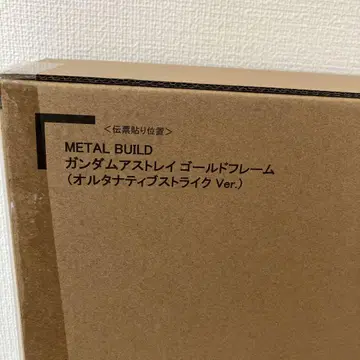 ＜伝票貼り位置＞
METAL BUILD
ガンダムアストレイ ゴールドフレーム
（オルタナティブストライク Ver.）